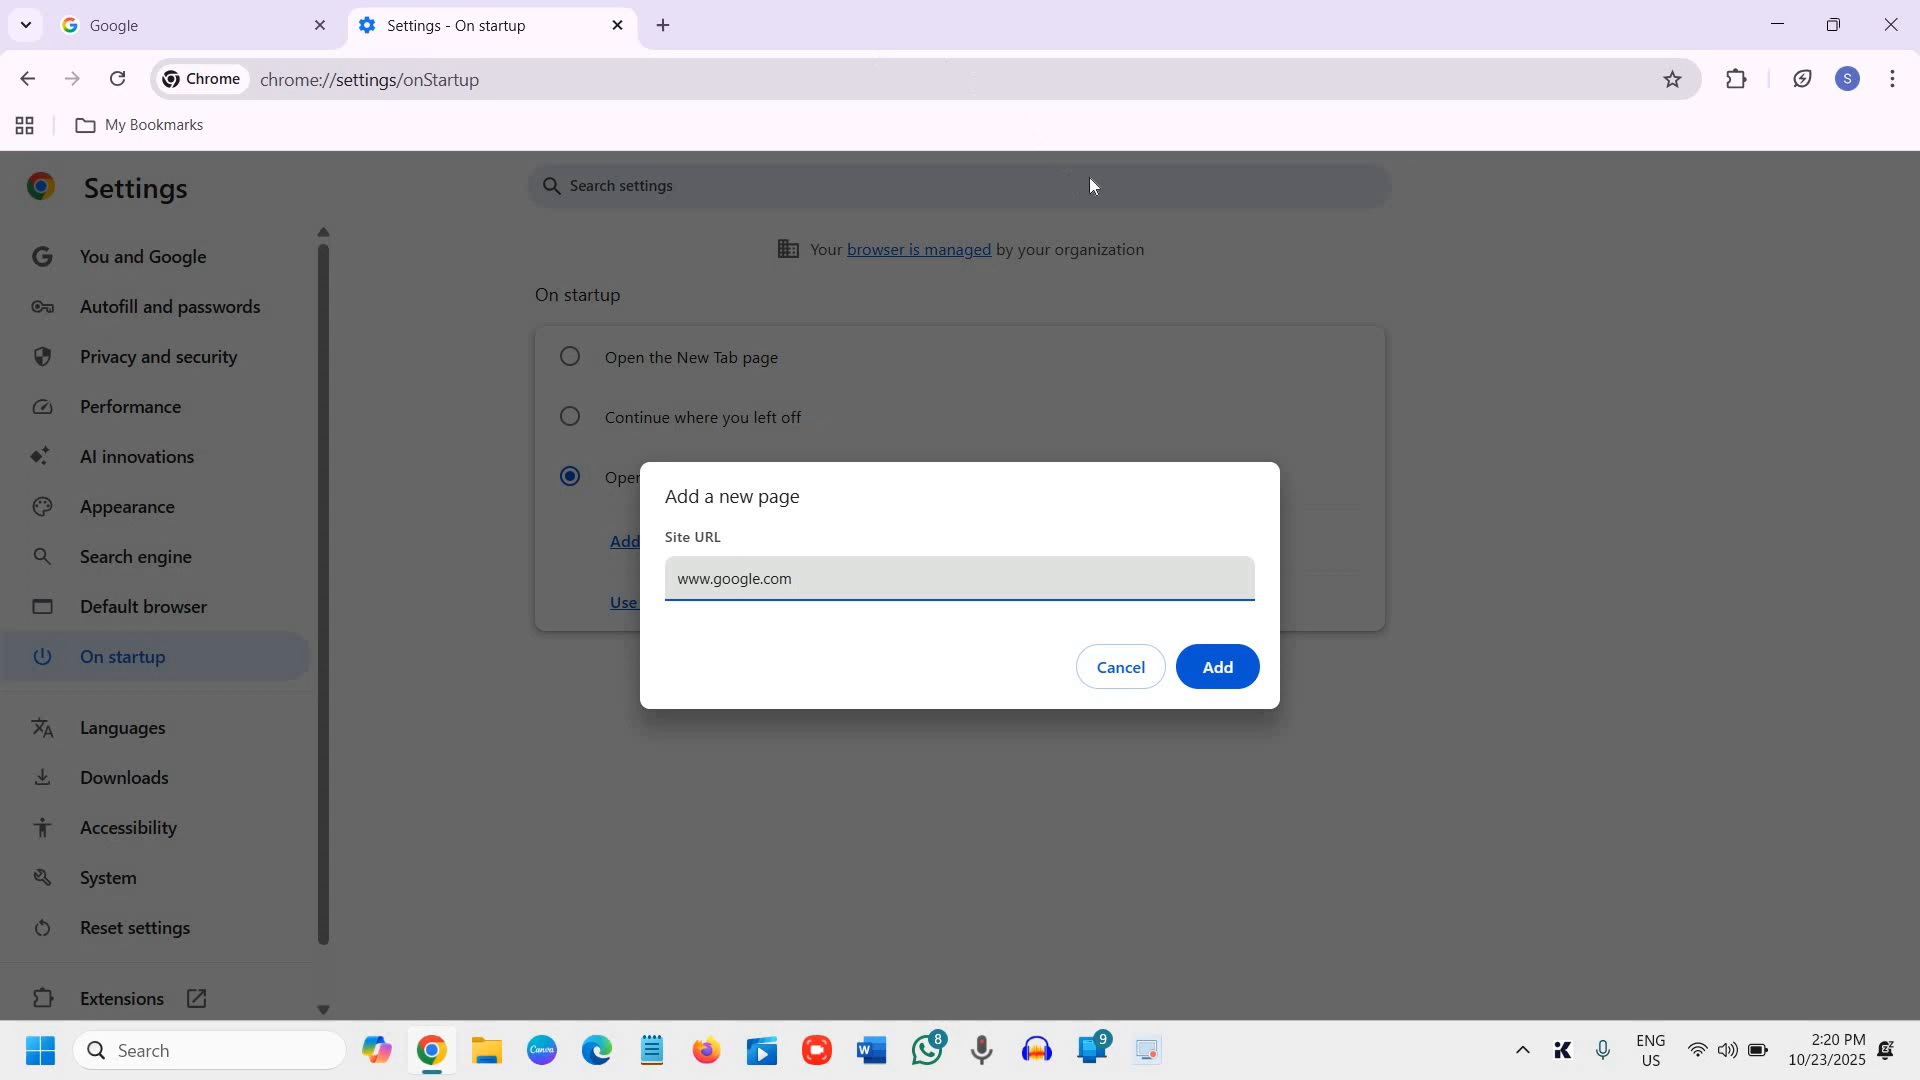 Google
Settings - On startup
Chrome
chrome://settings/onStartup
S
My Bookmarks
Settings
Search settings
You and Google
Autofill and passwords
Privacy and security
Performance
AI innovations
Appearance
Search engine
Default browser
On startup
Languages
Downloads
Accessibility
System
Reset settings
Extensions
Your browser is managed by your organization
On startup
Open the New Tab page
Continue where you left off
Open
Add
Use
Add a new page
Site URL
www.google.com
Cancel
Add
Search
Canva
W
8
9
K
ENG
US
2:20 PM
10/23/2025